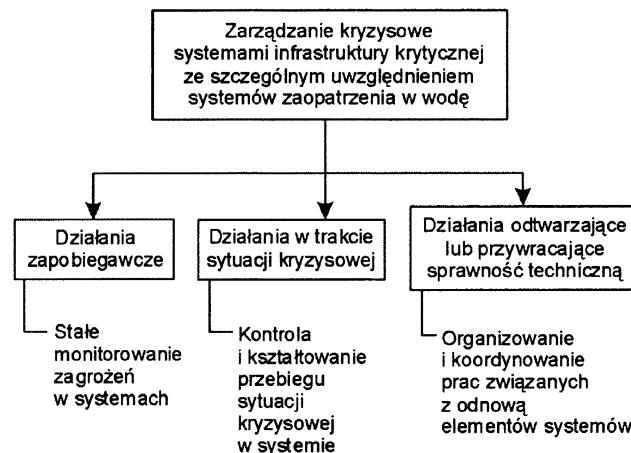 Zarządzanie kryzysowe
systemami infrastruktury krytycznej
ze szczególnym uwzględnieniem
systemów zaopatrzenia w wodę
Działania
zapobiegawcze
Stałe
monitorowanie
zagrożeń
w systemach
Działania w trakcie
sytuacji kryzysowej
Kontrola
i kształtowanie
przebiegu
sytuacji
kryzysowej
w systemie
Działania odtwarzające
lub przywracające
sprawność techniczną
Organizowanie
i koordynowanie
prac związanych
z odnową
elementów systemów